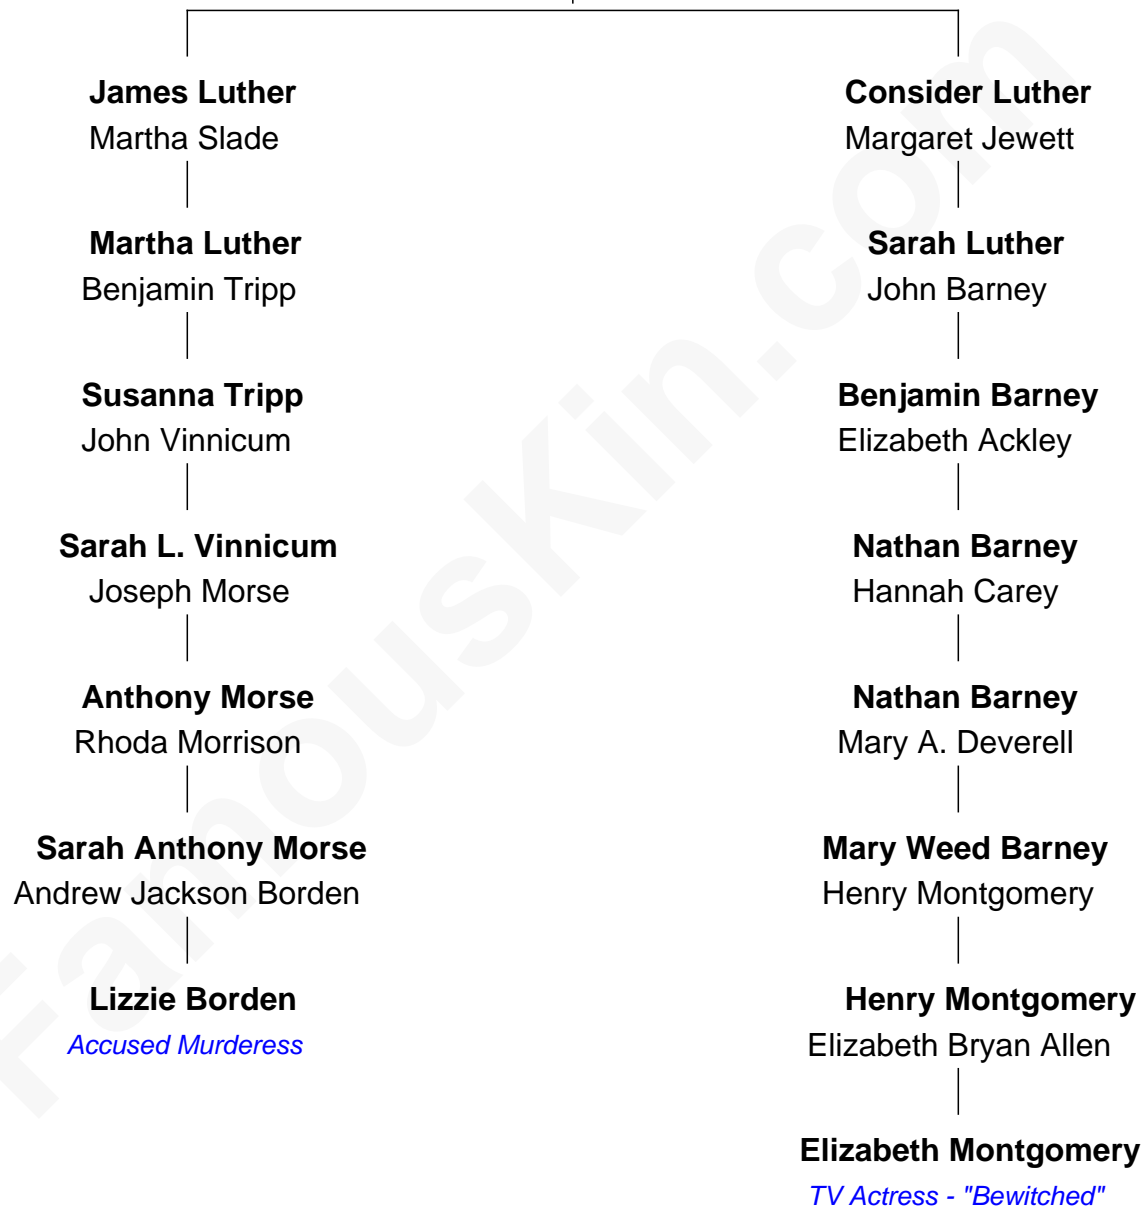 James Luther
Martha Slade
Martha Luther
Benjamin Tripp
Susanna Tripp
John Vinnicum
Sarah L. Vinnicum
Joseph Morse
Anthony Morse
Rhoda Morrison
Sarah Anthony Morse
Andrew Jackson Borden
Lizzie Borden
Accused Murderess
Consider Luther
Margaret Jewett
Sarah Luther
John Barney
Benjamin Barney
Elizabeth Ackley
Nathan Barney
Hannah Carey
Nathan Barney
Mary A. Deverell
Mary Weed Barney
Henry Montgomery
Henry Montgomery
Elizabeth Bryan Allen
Elizabeth Montgomery
TV Actress - "Bewitched"
FamousKin.com